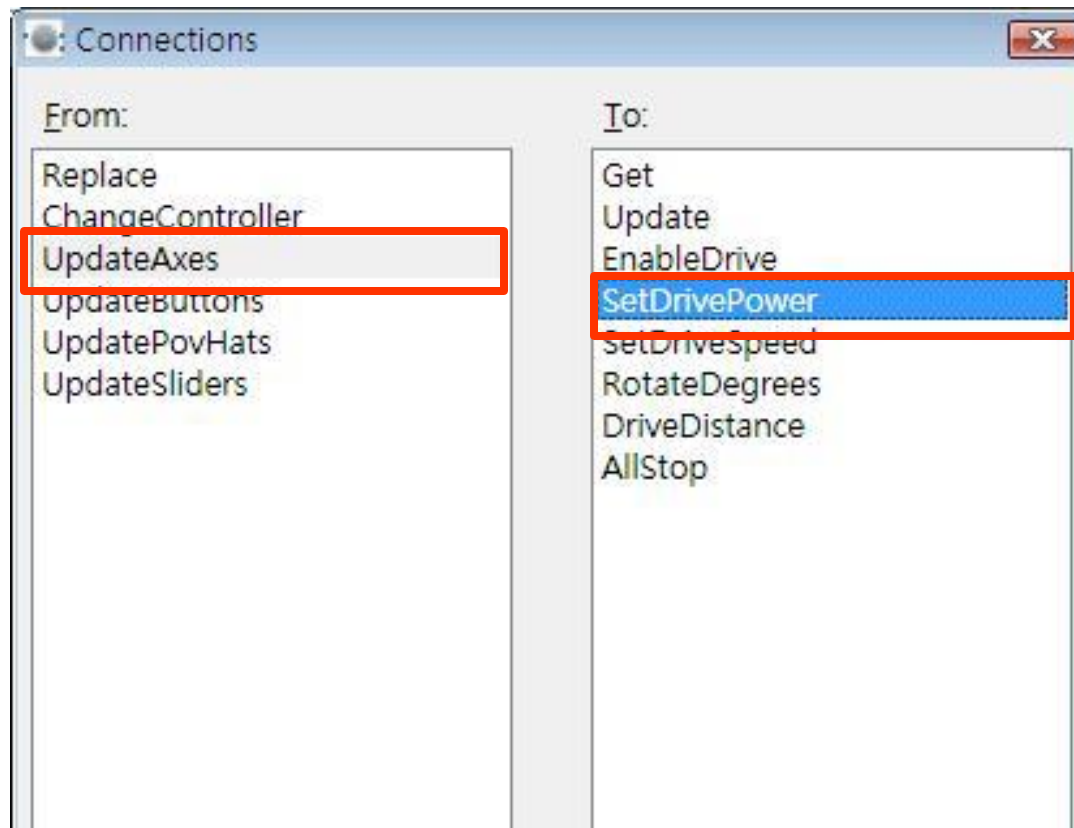 Connections
From:
Replace
ChangeController
UpdateAxes
UpdateButtons
UpdatePovHats
UpdateSliders
To:
Get
Update
EnableDrive
SetDrivePower
SetDriveSpeed
RotateDegrees
DriveDistance
AllStop